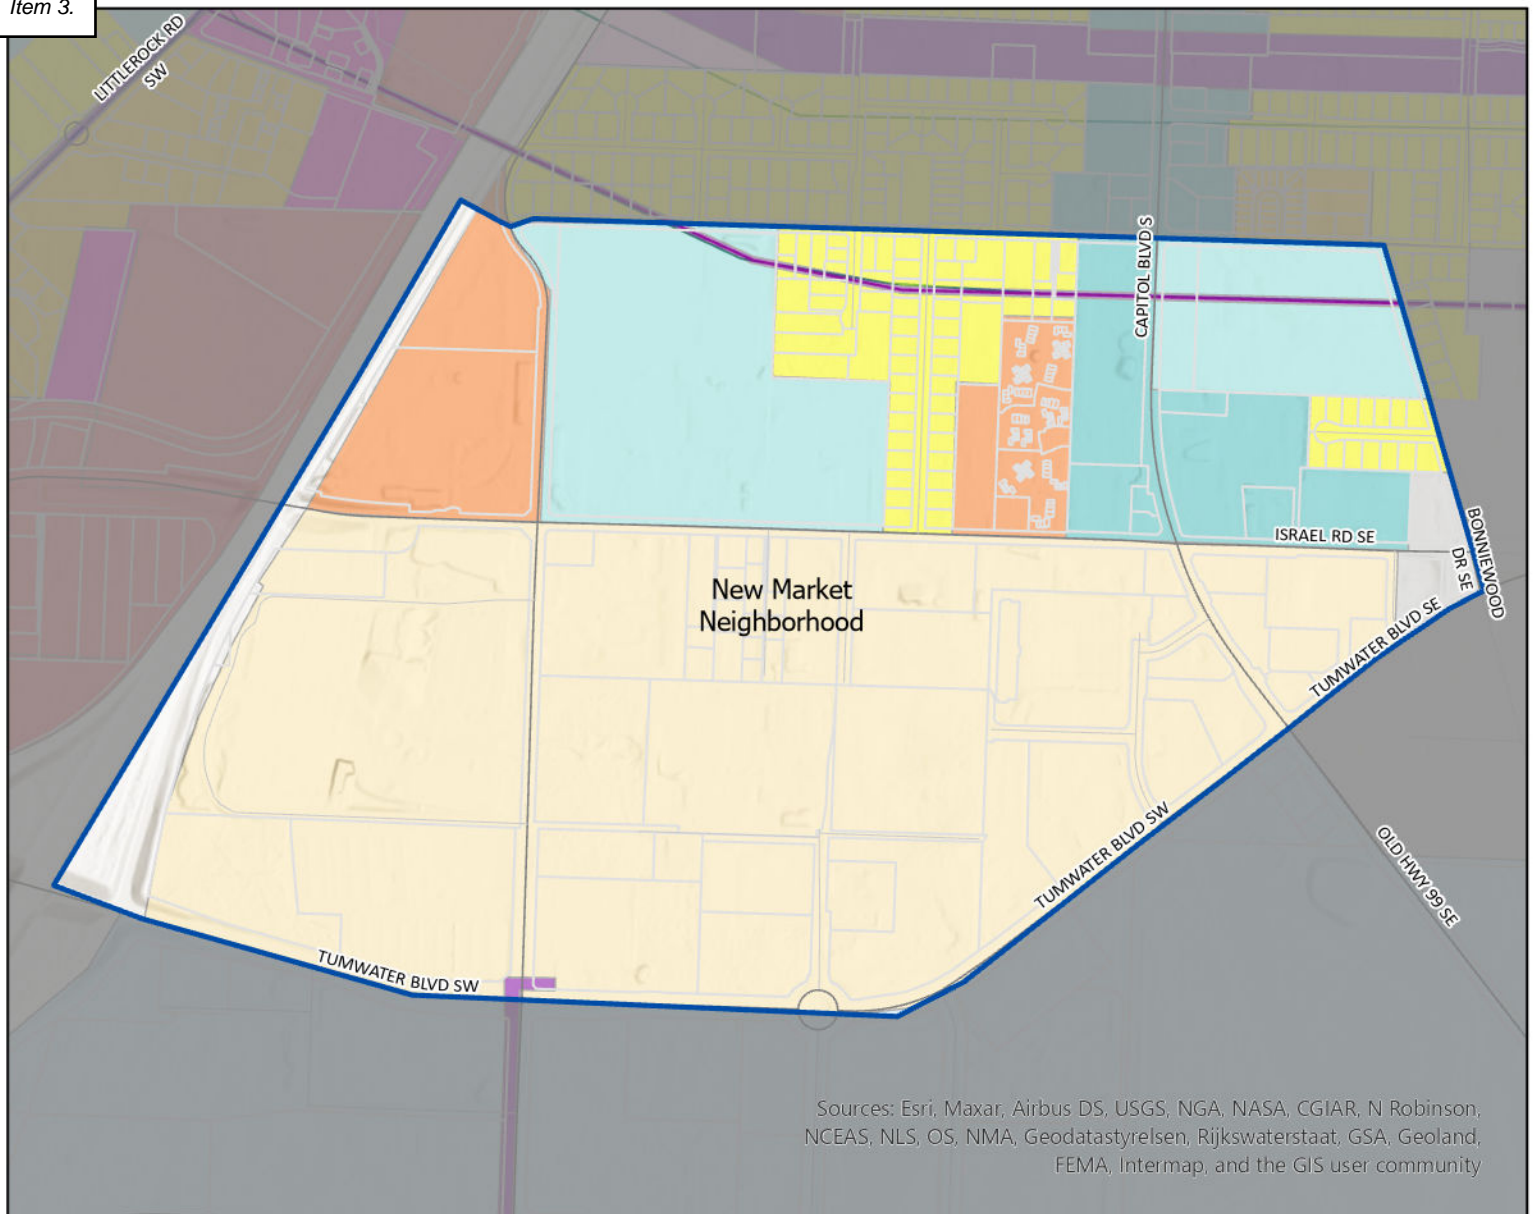 Item 3.
LITTLEROCK RD
SW
CAPITOL BLVD S
ISRAEL RD SE
BONNIEWOOD
DR SE
New Market
Neighborhood
TUMWATER BLVD SE
TUMWATER BLVD SW
OLD HWY 99 SE
TUMWATER BLVD SW
Sources: Esri, Maxar, Airbus DS, USGS, NGA, NASA, CGIAR, N Robinson,
NCEAS, NLS, OS, NMA, Geodatastyrelsen, Rijkswaterstaat, GSA, Geoland,
FEMA, Intermap, and the GIS user community